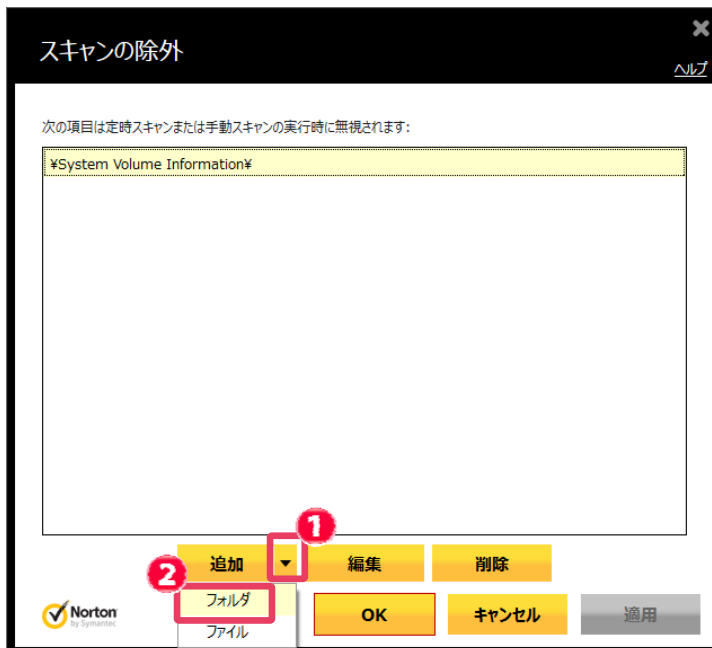 スキャンの除外
ヘルプ
次の項目は定時スキャンまたは手動スキャンの実行時に無視されます:
¥System Volume Information¥
1
追加 ▼ 編集 削除
2
フォルダ
ファイル
Norton
by Symantec
OK キャンセル 適用